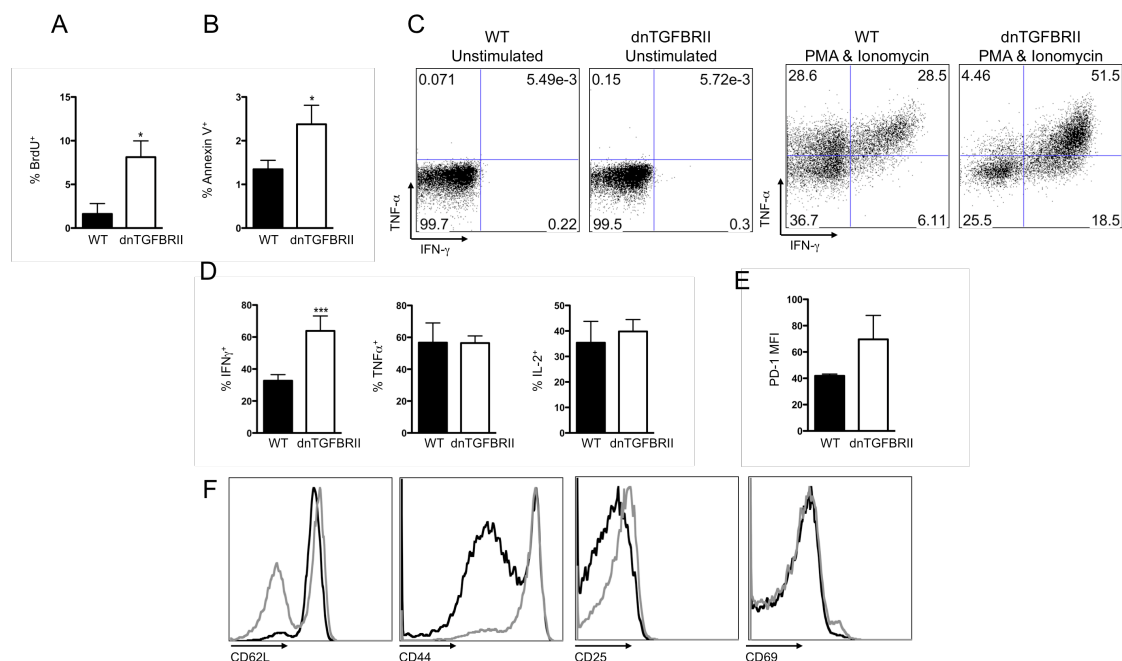 A
% BrdU⁺
15
10
5
0
*
WT dnTGFBRII
B
% Annexin V⁺
3
2
1
0
*
WT dnTGFBRII
C
WT
Unstimulated
0.071 5.49e-3
99.7 0.22
TNF-α
IFN-γ
dnTGFBRII
Unstimulated
0.15 5.72e-3
99.5 0.3
WT
PMA & Ionomycin
28.6 28.5
36.7 6.11
TNF-α
IFN-γ
dnTGFBRII
PMA & Ionomycin
4.46 51.5
25.5 18.5
D
% IFNγ⁺
80
60
40
20
0
***
WT dnTGFBRII
% TNFα⁺
80
60
40
20
0
WT dnTGFBRII
% IL-2⁺
50
40
30
20
10
0
WT dnTGFBRII
E
PD-1 MFI
100
80
60
40
20
0
WT dnTGFBRII
F
CD62L
CD44
CD25
CD69